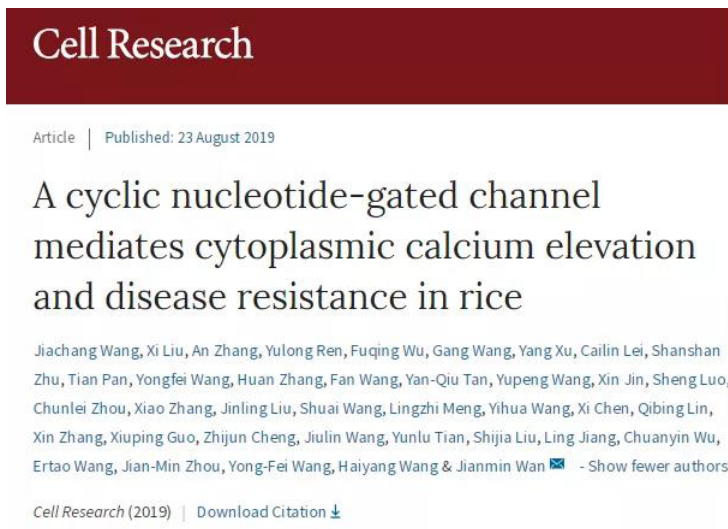 Cell Research
Article | Published: 23 August 2019
A cyclic nucleotide-gated channel
mediates cytoplasmic calcium elevation
and disease resistance in rice
Jiachang Wang, Xi Liu, An Zhang, Yulong Ren, Fuqing Wu, Gang Wang, Yang Xu, Cailin Lei, Shanshan
Zhu, Tian Pan, Yongfei Wang, Huan Zhang, Fan Wang, Yan-Qiu Tan, Yupeng Wang, Xin Jin, Sheng Luo,
Chunlei Zhou, Xiao Zhang, Jinling Liu, Shuai Wang, Lingzhi Meng, Yihua Wang, Xi Chen, Qibing Lin,
Xin Zhang, Xiuping Guo, Zhijun Cheng, Jiulin Wang, Yunlu Tian, Shijia Liu, Ling Jiang, Chuanyin Wu,
Ertao Wang, Jian-Min Zhou, Yong-Fei Wang, Haiyang Wang & Jianmin Wan - Show fewer authors
Cell Research (2019) | Download Citation